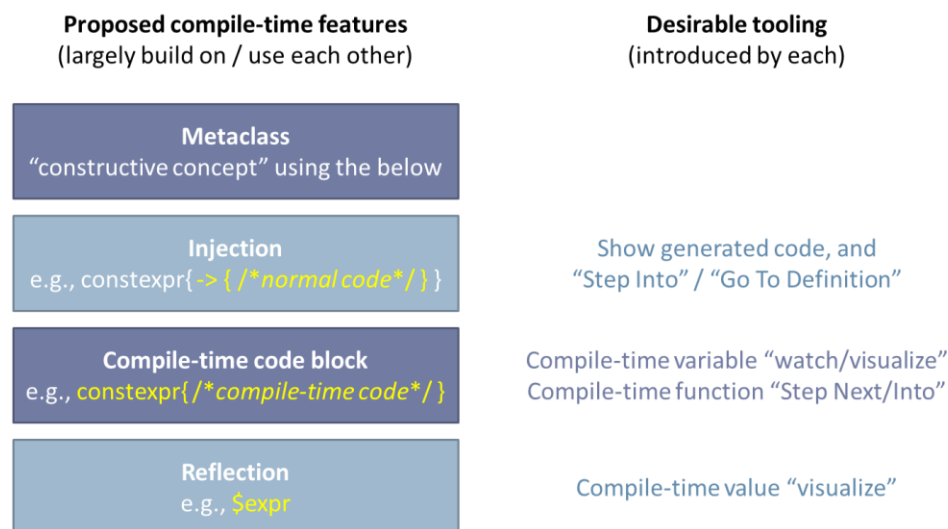 Proposed compile-time features
(largely build on / use each other)
Desirable tooling
(introduced by each)
Metaclass
“constructive concept” using the below
Injection
e.g., constexpr{ -> { /*normal code*/ } }
Show generated code, and
“Step Into” / “Go To Definition”
Compile-time code block
e.g., constexpr{ /*compile-time code*/ }
Compile-time variable “watch/visualize”
Compile-time function “Step Next/Into”
Reflection
e.g., $expr
Compile-time value “visualize”